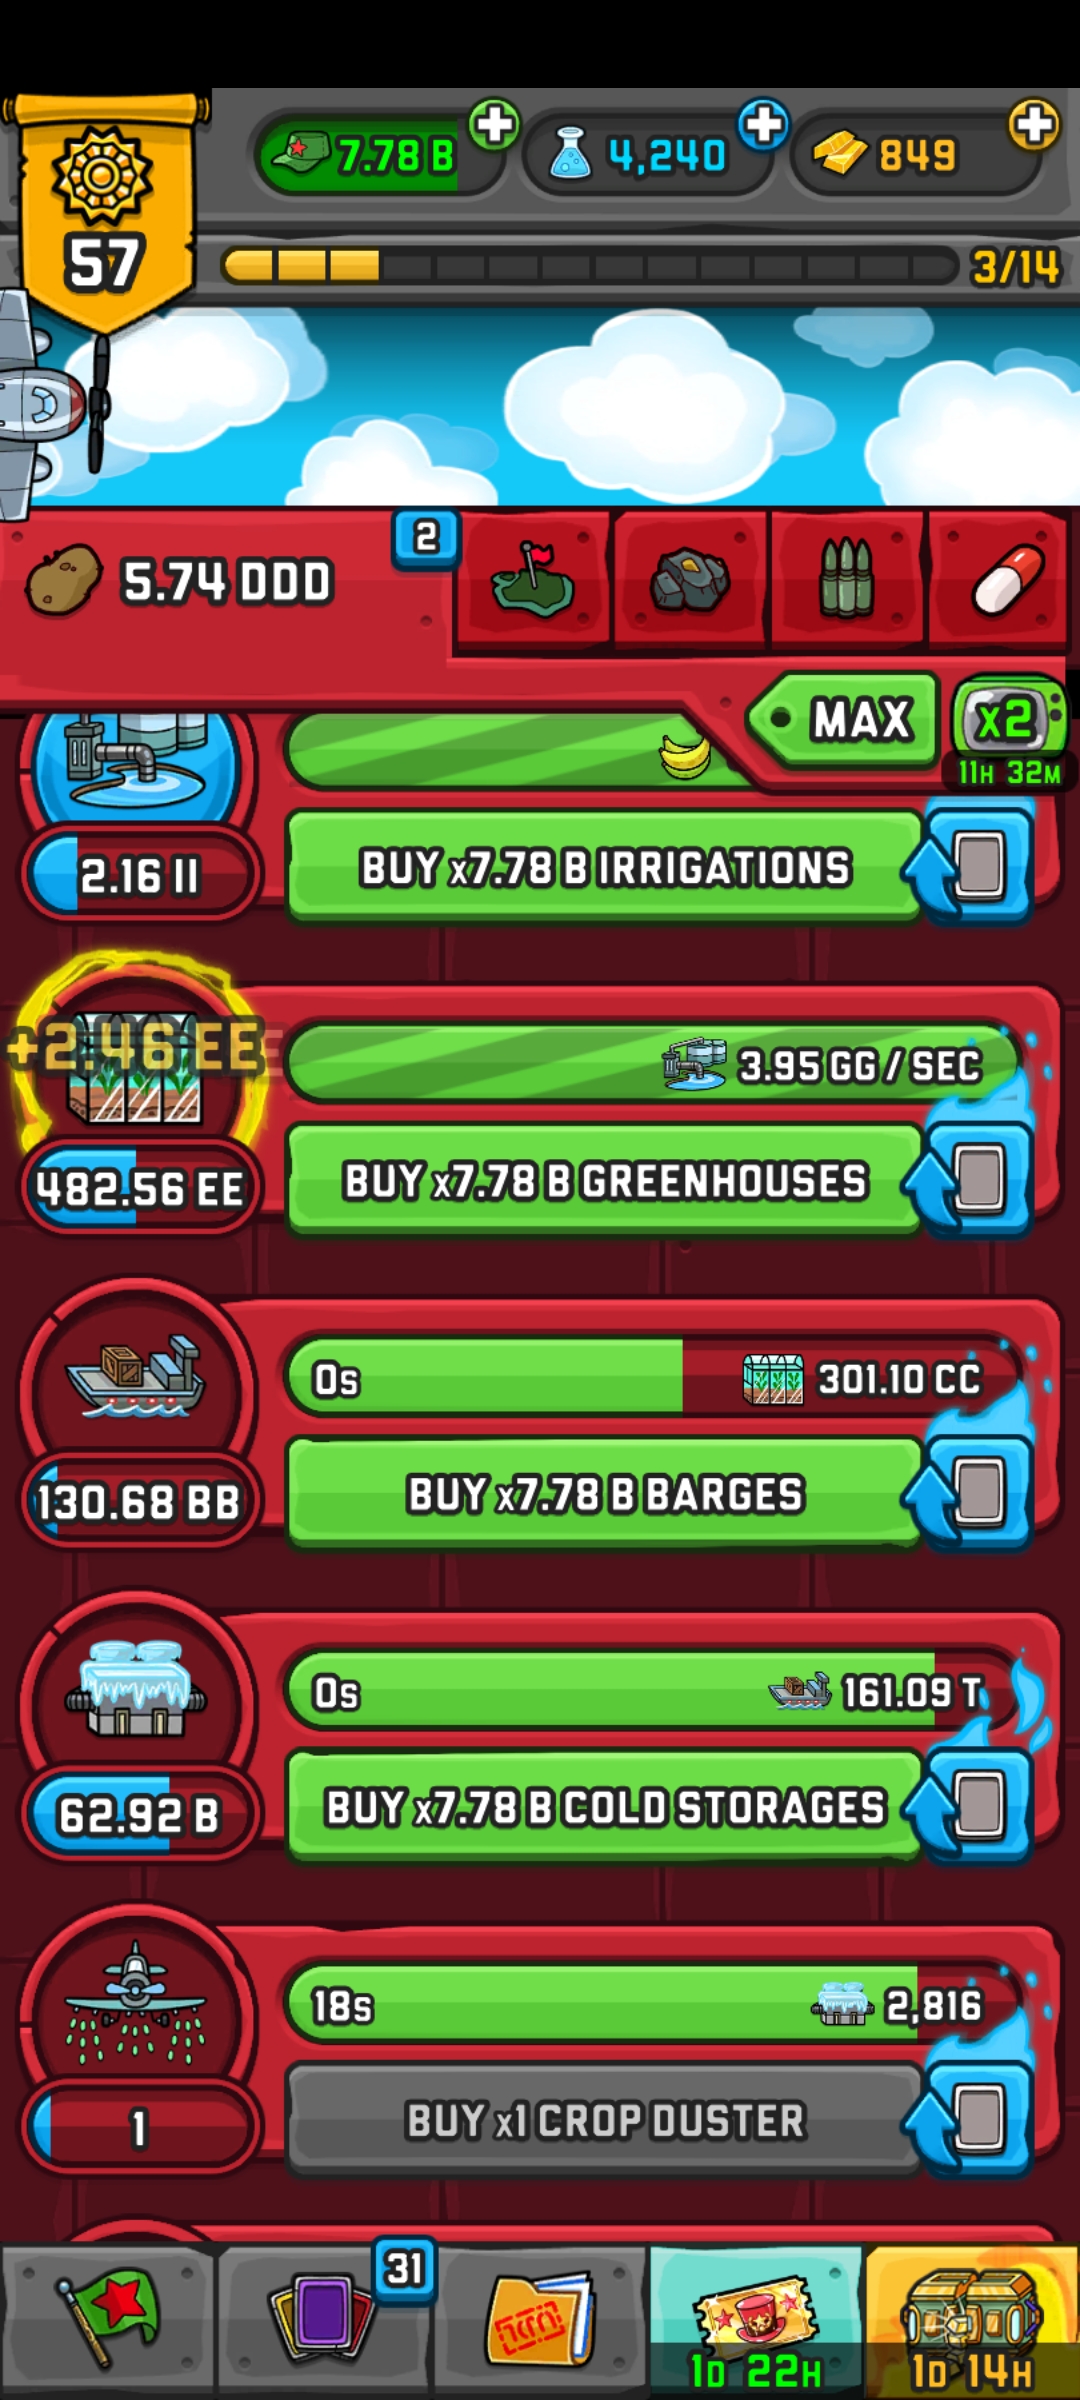 7.78 B
4,240
849
57
3/14
5.74 DDD
2
MAX
x2
11H 32M
2.16 II
BUY x7.78 B IRRIGATIONS
+2.46 EE
3.95 GG / SEC
482.56 EE
BUY x7.78 B GREENHOUSES
0s
301.10 CC
130.68 BB
BUY x7.78 B BARGES
0s
161.09 T
62.92 B
BUY x7.78 B COLD STORAGES
18s
2,816
1
BUY x1 CROP DUSTER
31
1D 22H
1D 14H